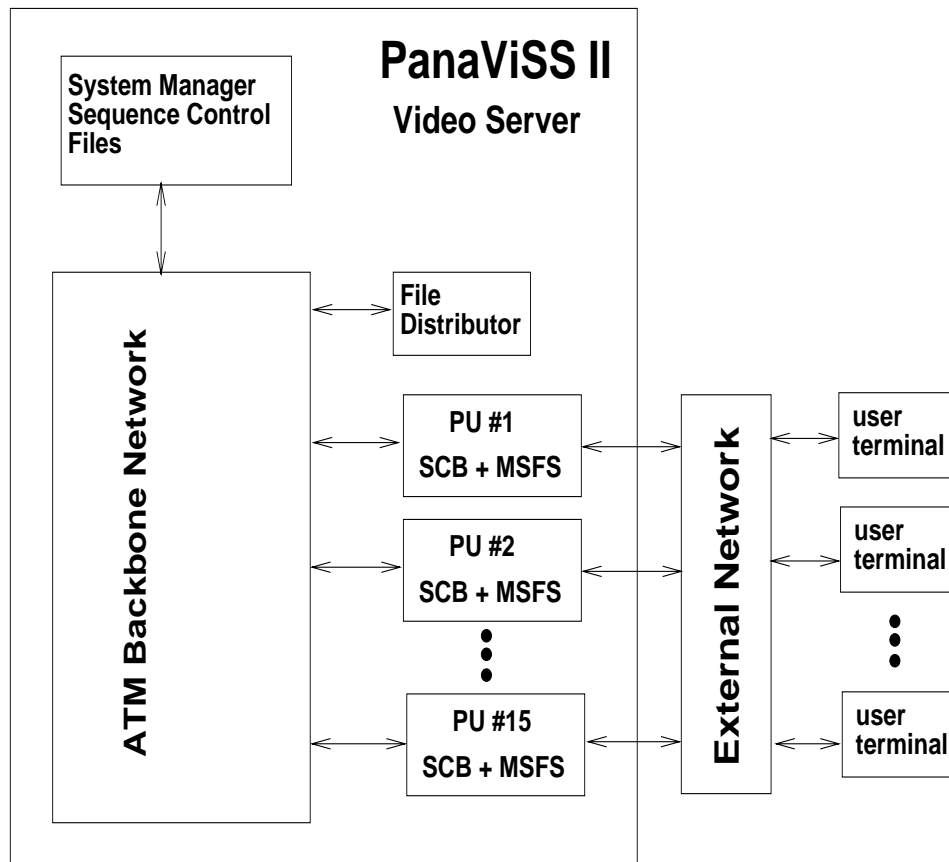 PanaViSS II
Video Server
System Manager
Sequence Control
Files
ATM Backbone Network
File
Distributor
PU #1
SCB + MSFS
PU #2
SCB + MSFS
PU #15
SCB + MSFS
External Network
user
terminal
user
terminal
user
terminal